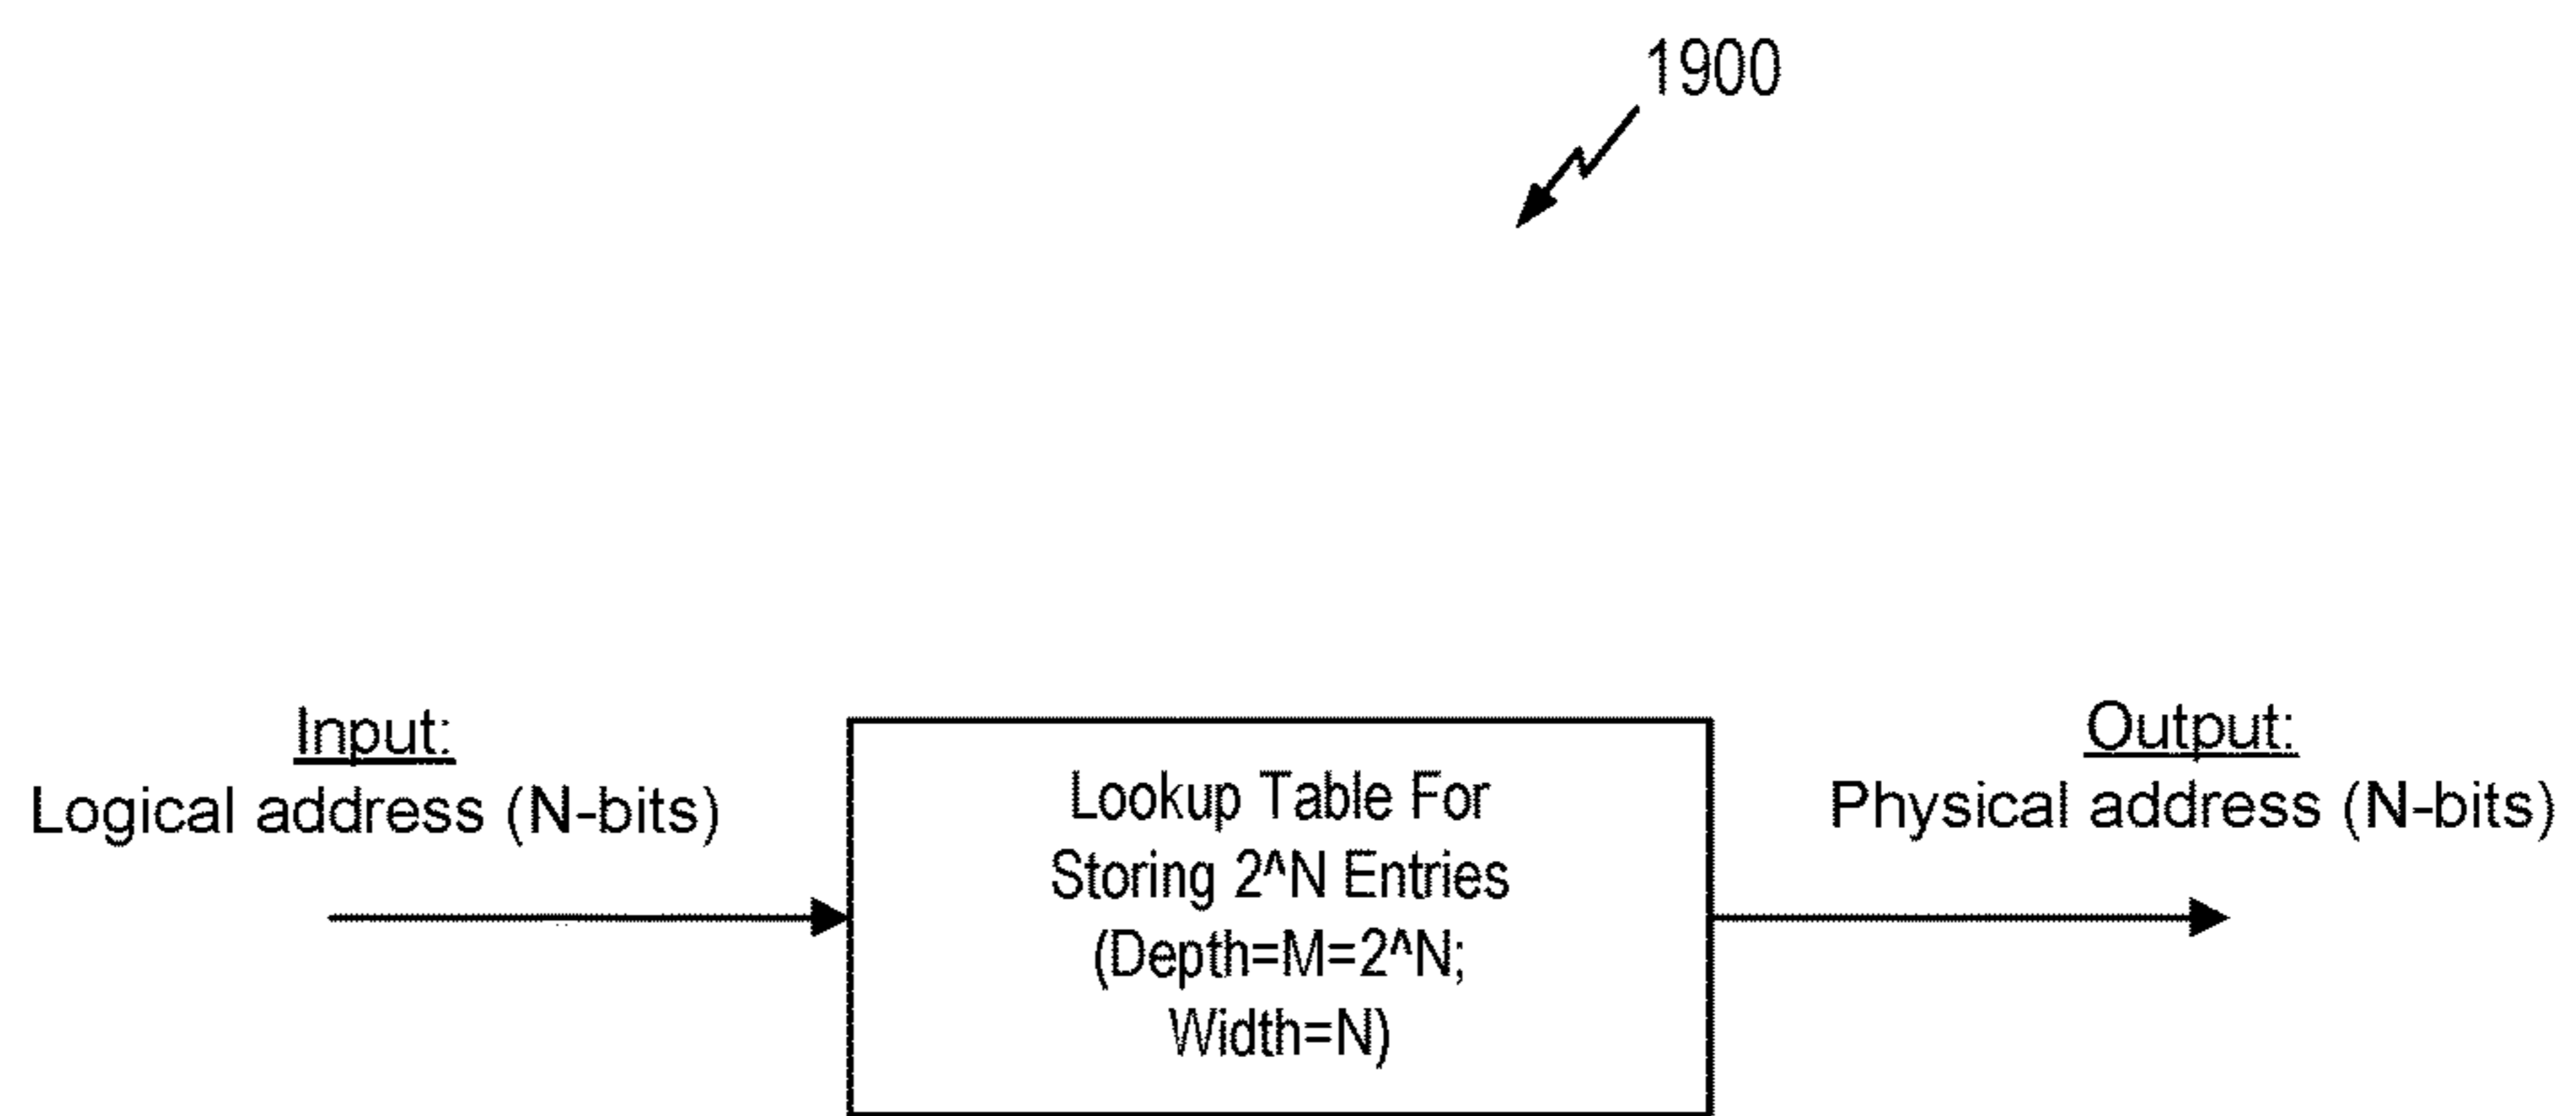 1900
Input:
Logical address (N-bits)
Lookup Table For
Storing 2^N Entries
(Depth=M=2^N;
Width=N)
Output:
Physical address (N-bits)